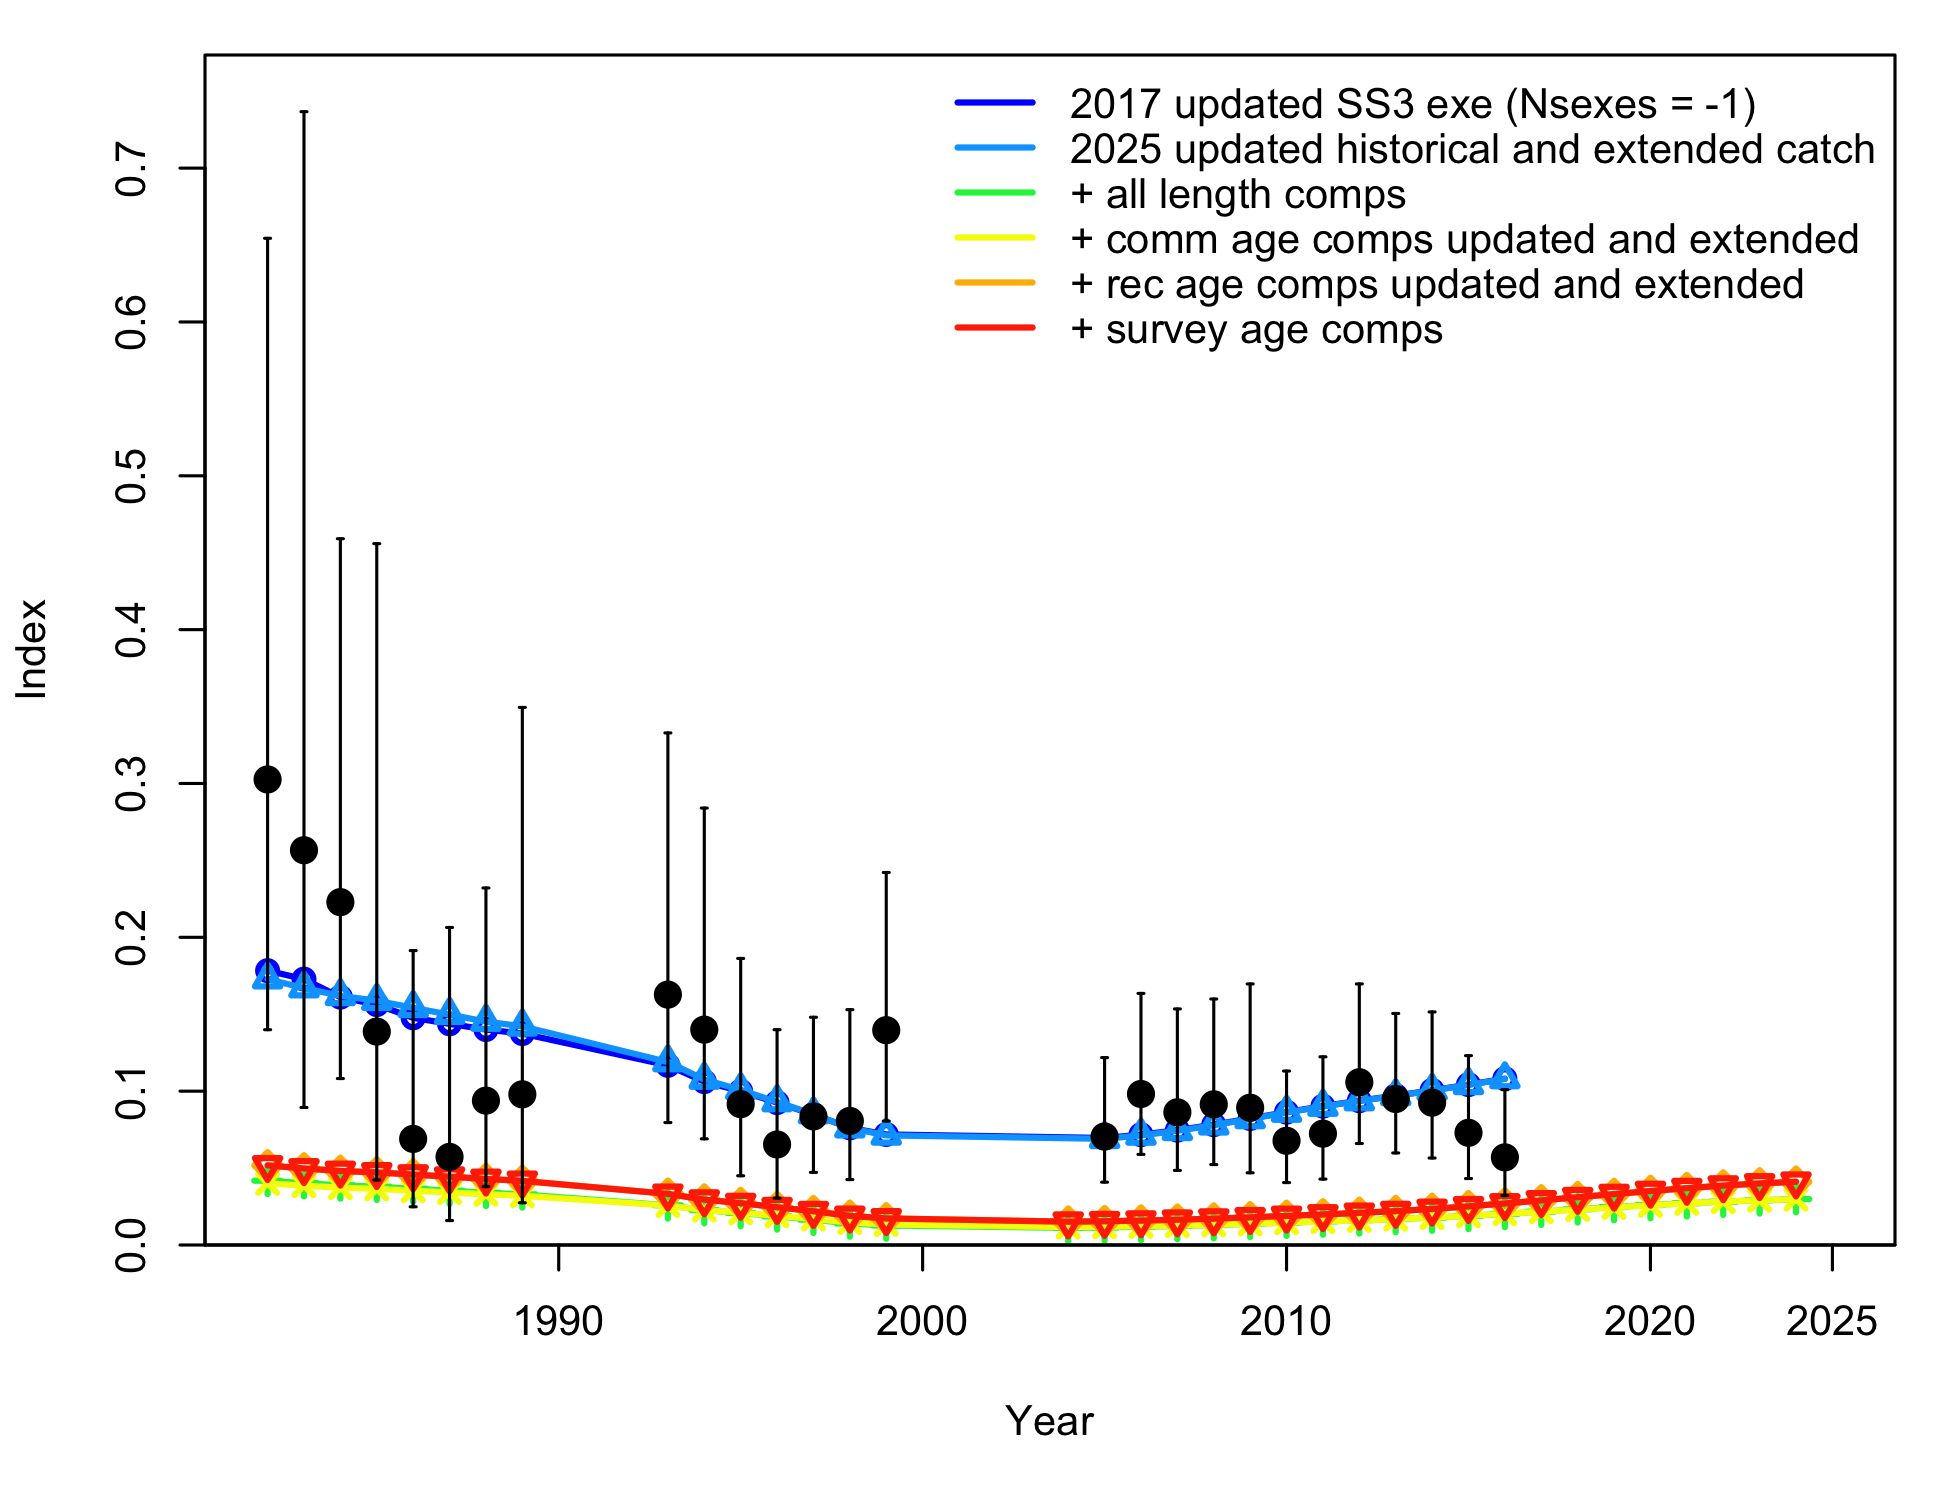 2017 updated SS3 exe (Nsexes = -1)
2025 updated historical and extended catch
+ all length comps
+ comm age comps updated and extended
+ rec age comps updated and extended
+ survey age comps
0.7
0.6
0.5
0.4
0.3
0.2
0.1
0.0
Index
1990 2000 2010 2020 2025
Year